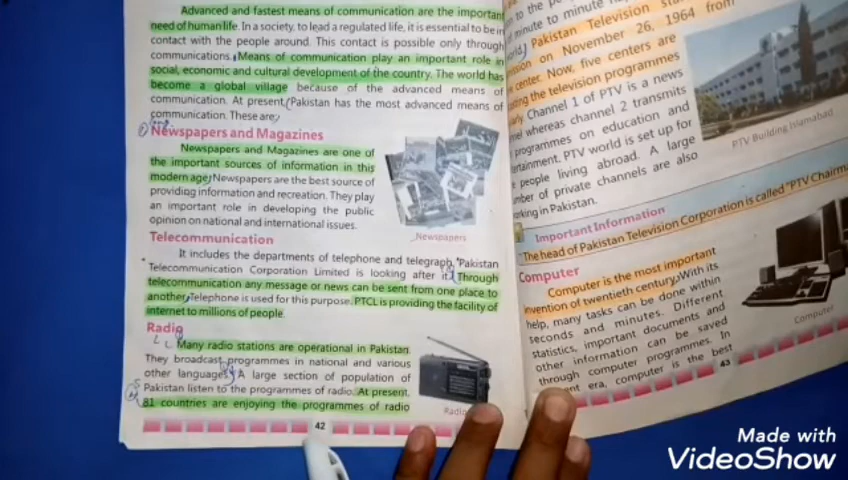 Advanced and fastest means of communication are the important
need of human life. In a society, to lead a regulated life, it is essential to be in
contact with the people around. This contact is possible only through
communications. Means of communication play an important role in
social, economic and cultural development of the country. The world has
become a global village because of the advanced means of
communication. At present, Pakistan has the most advanced means of
communication. These are;
Newspapers and Magazines
Newspapers and Magazines are one of
the important sources of information in this
modern age. Newspapers are the best source of
providing information and recreation. They play
an important role in developing the public
opinion on national and international issues.
Newspapers
Telecommunication
It includes the departments of telephone and telegraph. Pakistan
Telecommunication Corporation Limited is looking after it. Through
telecommunication any message or news can be sent from one place to
another. Telephone is used for this purpose. PTCL is providing the facility of
internet to millions of people.
Radio
Many radio stations are operational in Pakistan.
They broadcast programmes in national and various
other languages. A large section of population of
Pakistan listen to the programmes of radio. At present,
81 countries are enjoying the programmes of radio
Radio
42
to the
minute to minute
Pakistan Television
on November 26, 1964 from
center. Now, five centers are
the television programmes
Channel 1 of PTV is a news
whereas channel 2 transmits
programmes on education and
PTV world is set up for
people living abroad. A large
of private channels are also
in Pakistan.
PTV Building Islamabad
Important Information
The head of Pakistan Television Corporation is called "PTV
Computer
Computer is the most important
invention of twentieth century. With its
help, many tasks can be done within
seconds and minutes. Different
statistics, important documents and
other information can be saved
through computer programmes. In
era, computer is the best
Computer
43
Made with
VideoShow